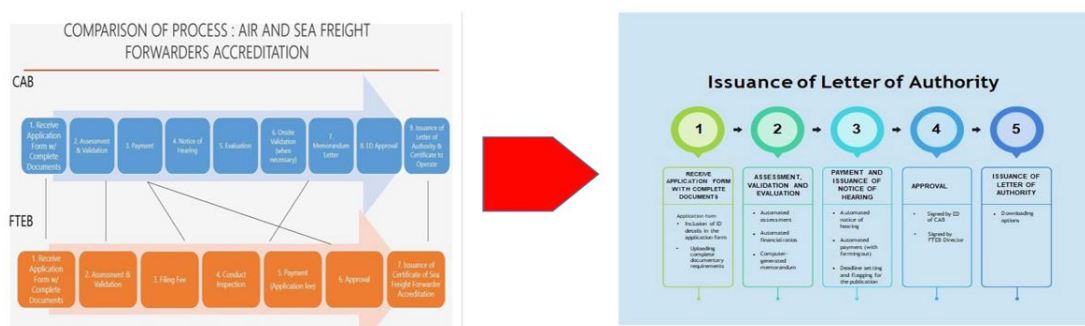 COMPARISON OF PROCESS : AIR AND SEA FREIGHT
FORWARDERS ACCREDITATION
CAB
1. Receive
Application
Form w/
Complete
Documents
2. Assessment
& Validation
3. Payment
4. Notice of
Hearing
5. Evaluation
6. Onsite
Validation
(when
necessary)
7.
Memorandum
Letter
8. ED Approval
9. Issuance of
Letter of
Authority &
Certificate to
Operate
FTEB
1. Receive
Application
Form w/
Complete
Documents
2. Assessment &
Validation
3. Filing Fee
4. Conduct
Inspection
5. Payment
(Application fee)
6. Approval
7. Issuance of
Certificate of Sea
Freight Forwarder
Accreditation
Issuance of Letter of Authority
1
2
3
4
5
RECEIVE
APPLICATION FORM
WITH COMPLETE
DOCUMENTS
Application form
• Inclusion of ID
details in the
application form
• Uploading
complete
documentary
requirements
ASSESSMENT,
VALIDATION AND
EVALUATION
• Automated
assessment
• Automated
financial ratios
• Computer-
generated
memorandum
PAYMENT AND
ISSUANCE OF
NOTICE OF
HEARING
• Automated
notice of
hearing
• Automated
payment (with
farming out)
• Deadline setting
and flagging for
the publication
APPROVAL
• Signed by ED
of CAB
• Signed by
FTEB Director
ISSUANCE OF
LETTER OF
AUTHORITY
• Downloading
options